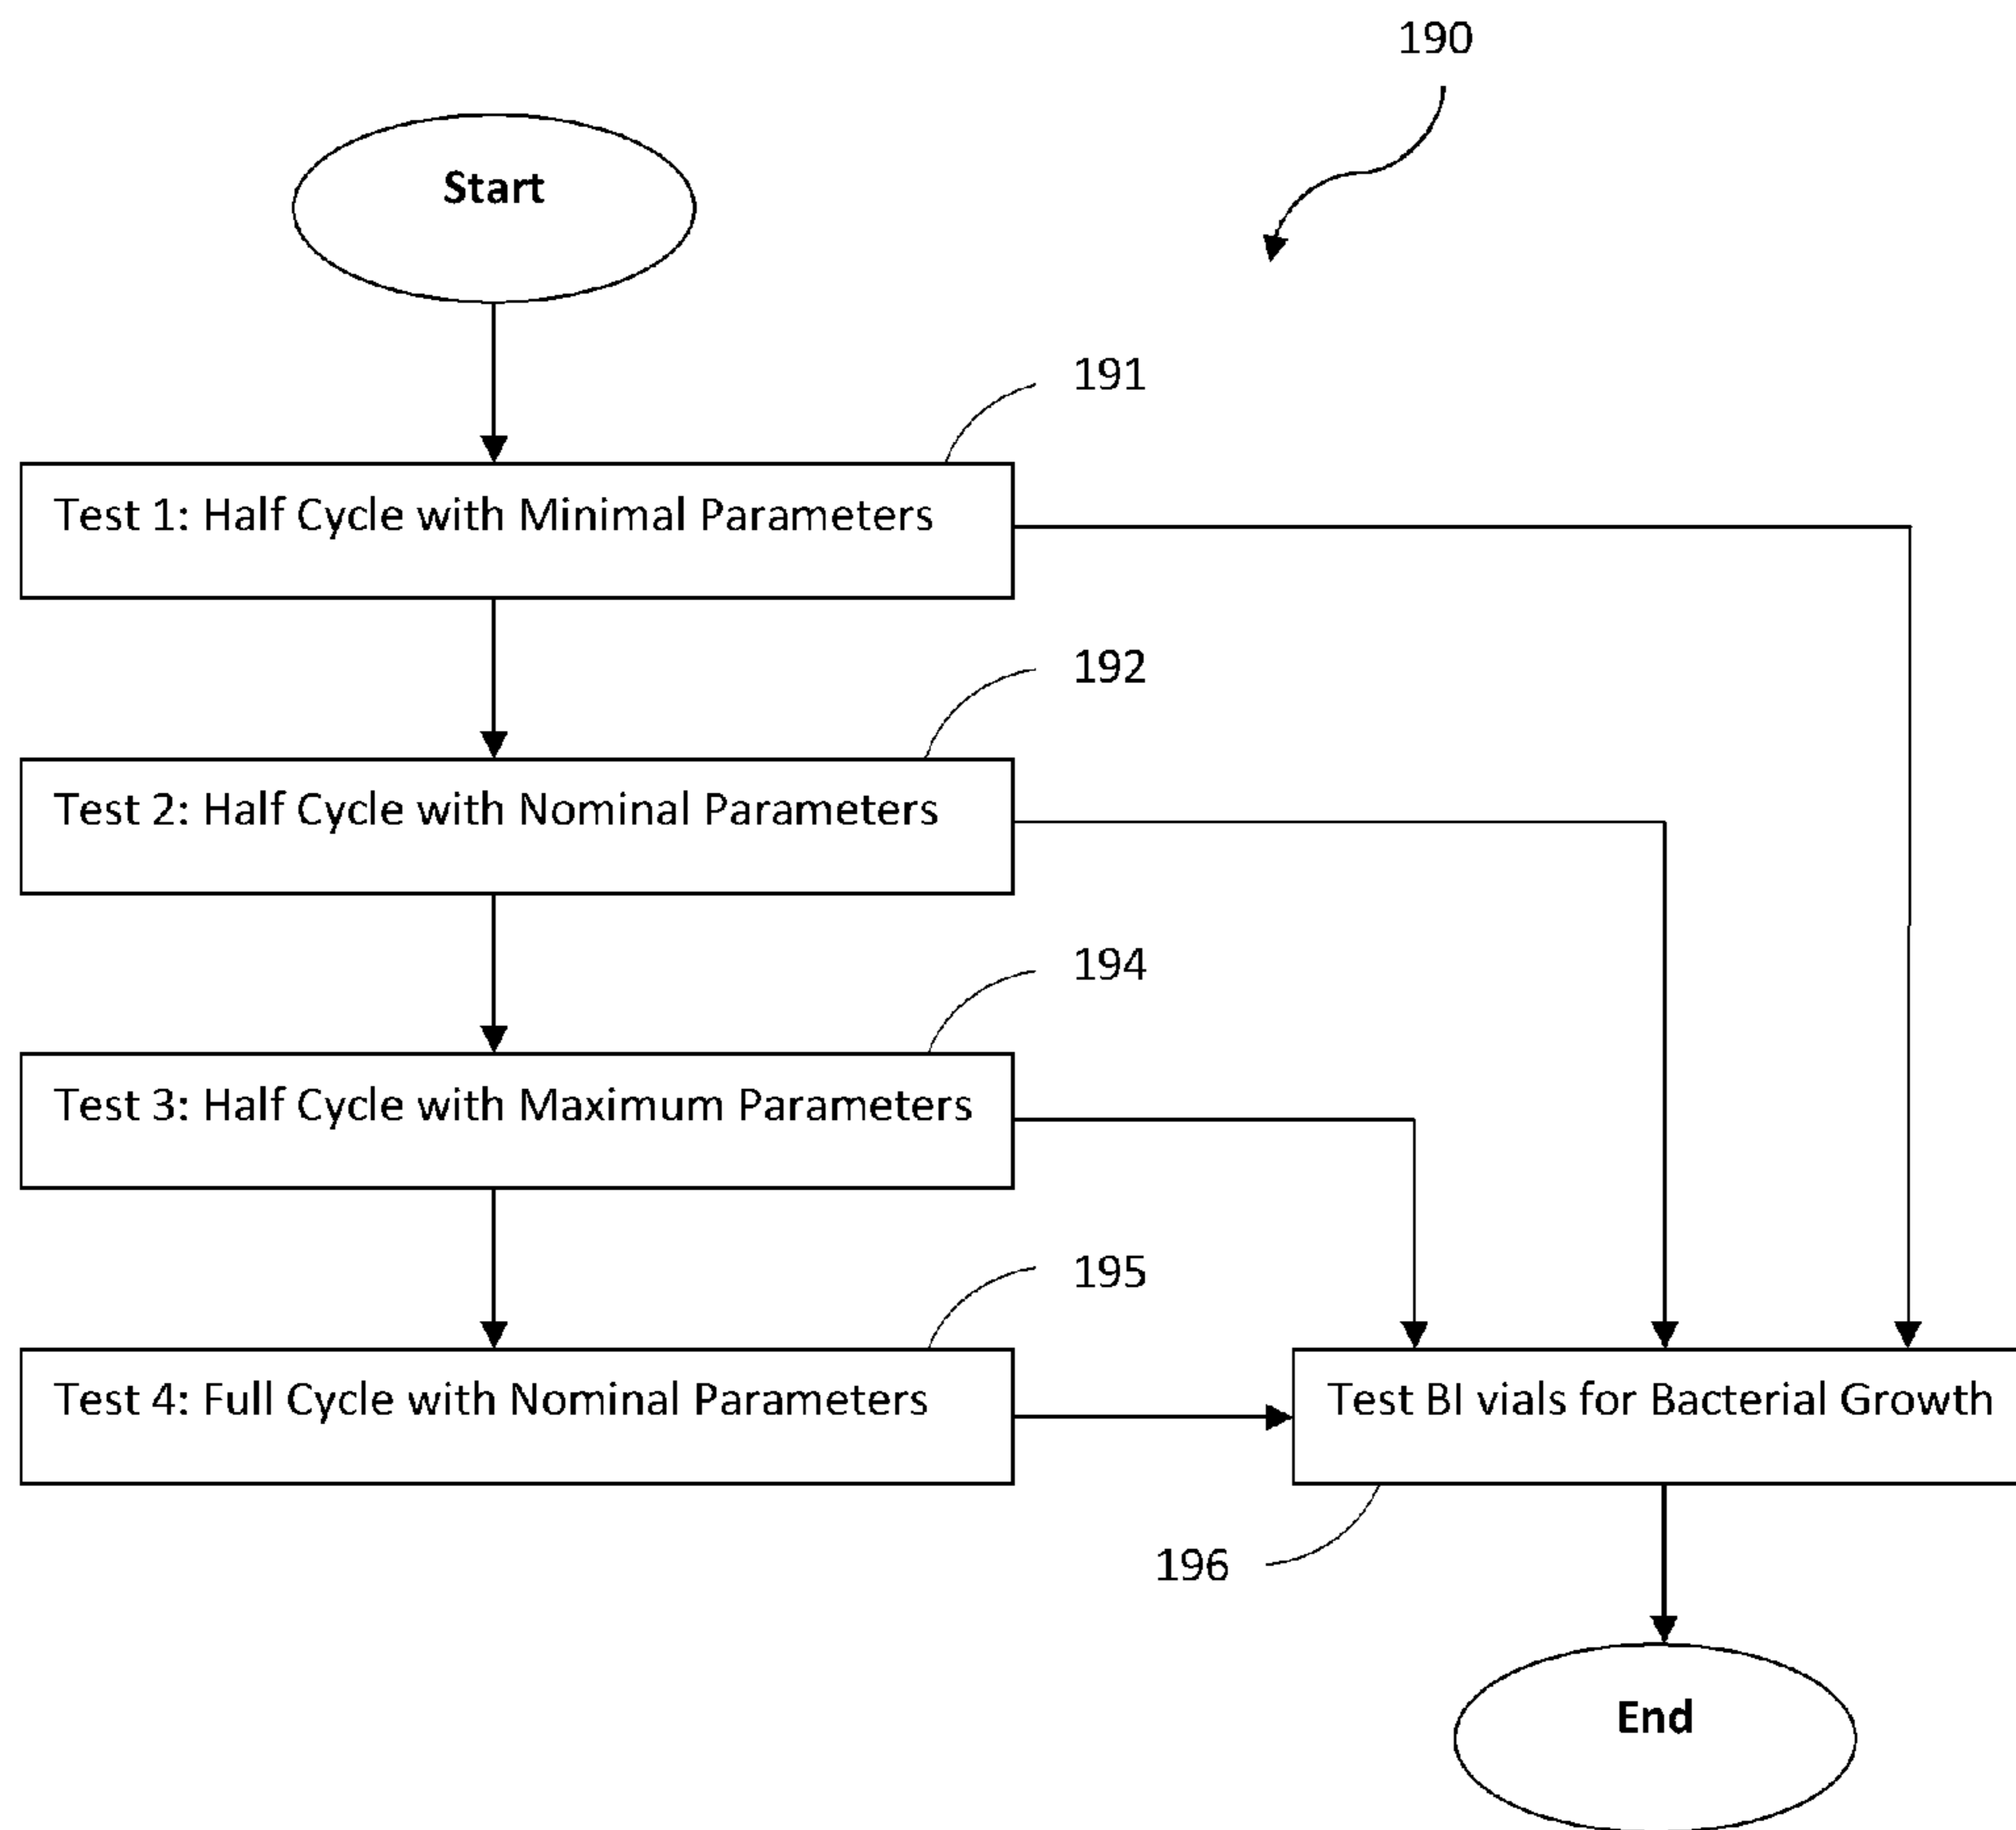 190
Start
191
Test 1: Half Cycle with Minimal Parameters
192
Test 2: Half Cycle with Nominal Parameters
194
Test 3: Half Cycle with Maximum Parameters
195
Test 4: Full Cycle with Nominal Parameters
Test BI vials for Bacterial Growth
196
End